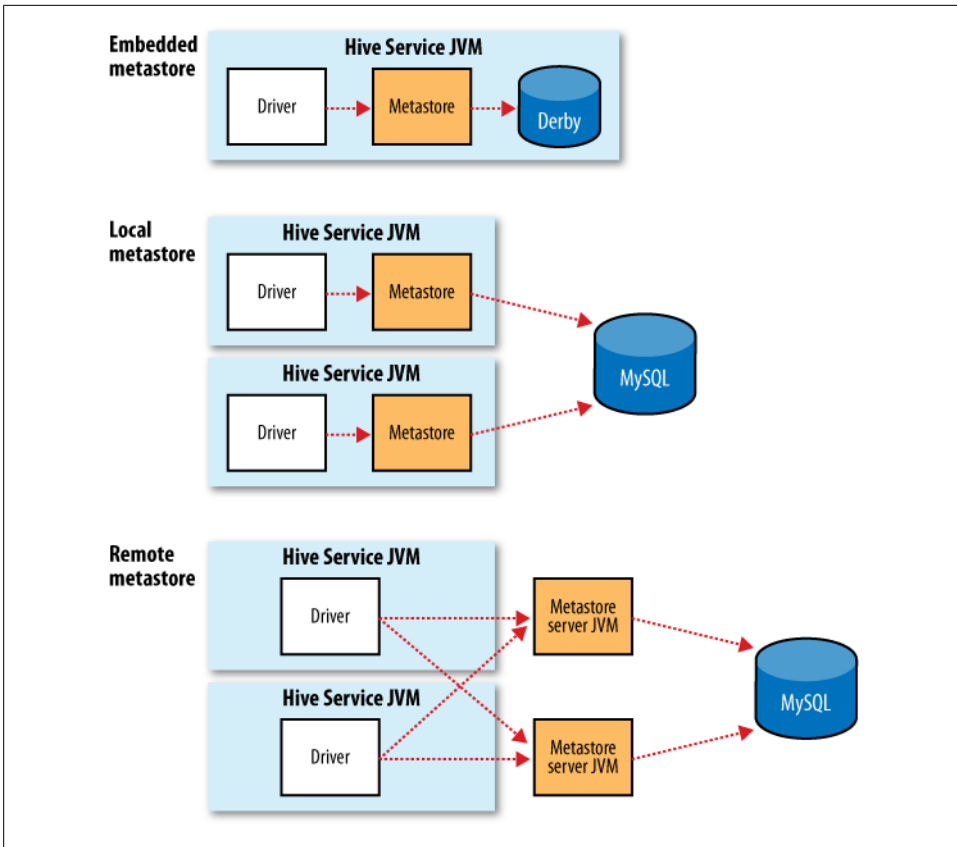 Embedded
metastore
Hive Service JVM
Driver
Metastore
Derby
Local
metastore
Hive Service JVM
Driver
Metastore
Hive Service JVM
Driver
Metastore
MySQL
Remote
metastore
Hive Service JVM
Driver
Metastore
server JVM
Hive Service JVM
Driver
Metastore
server JVM
MySQL